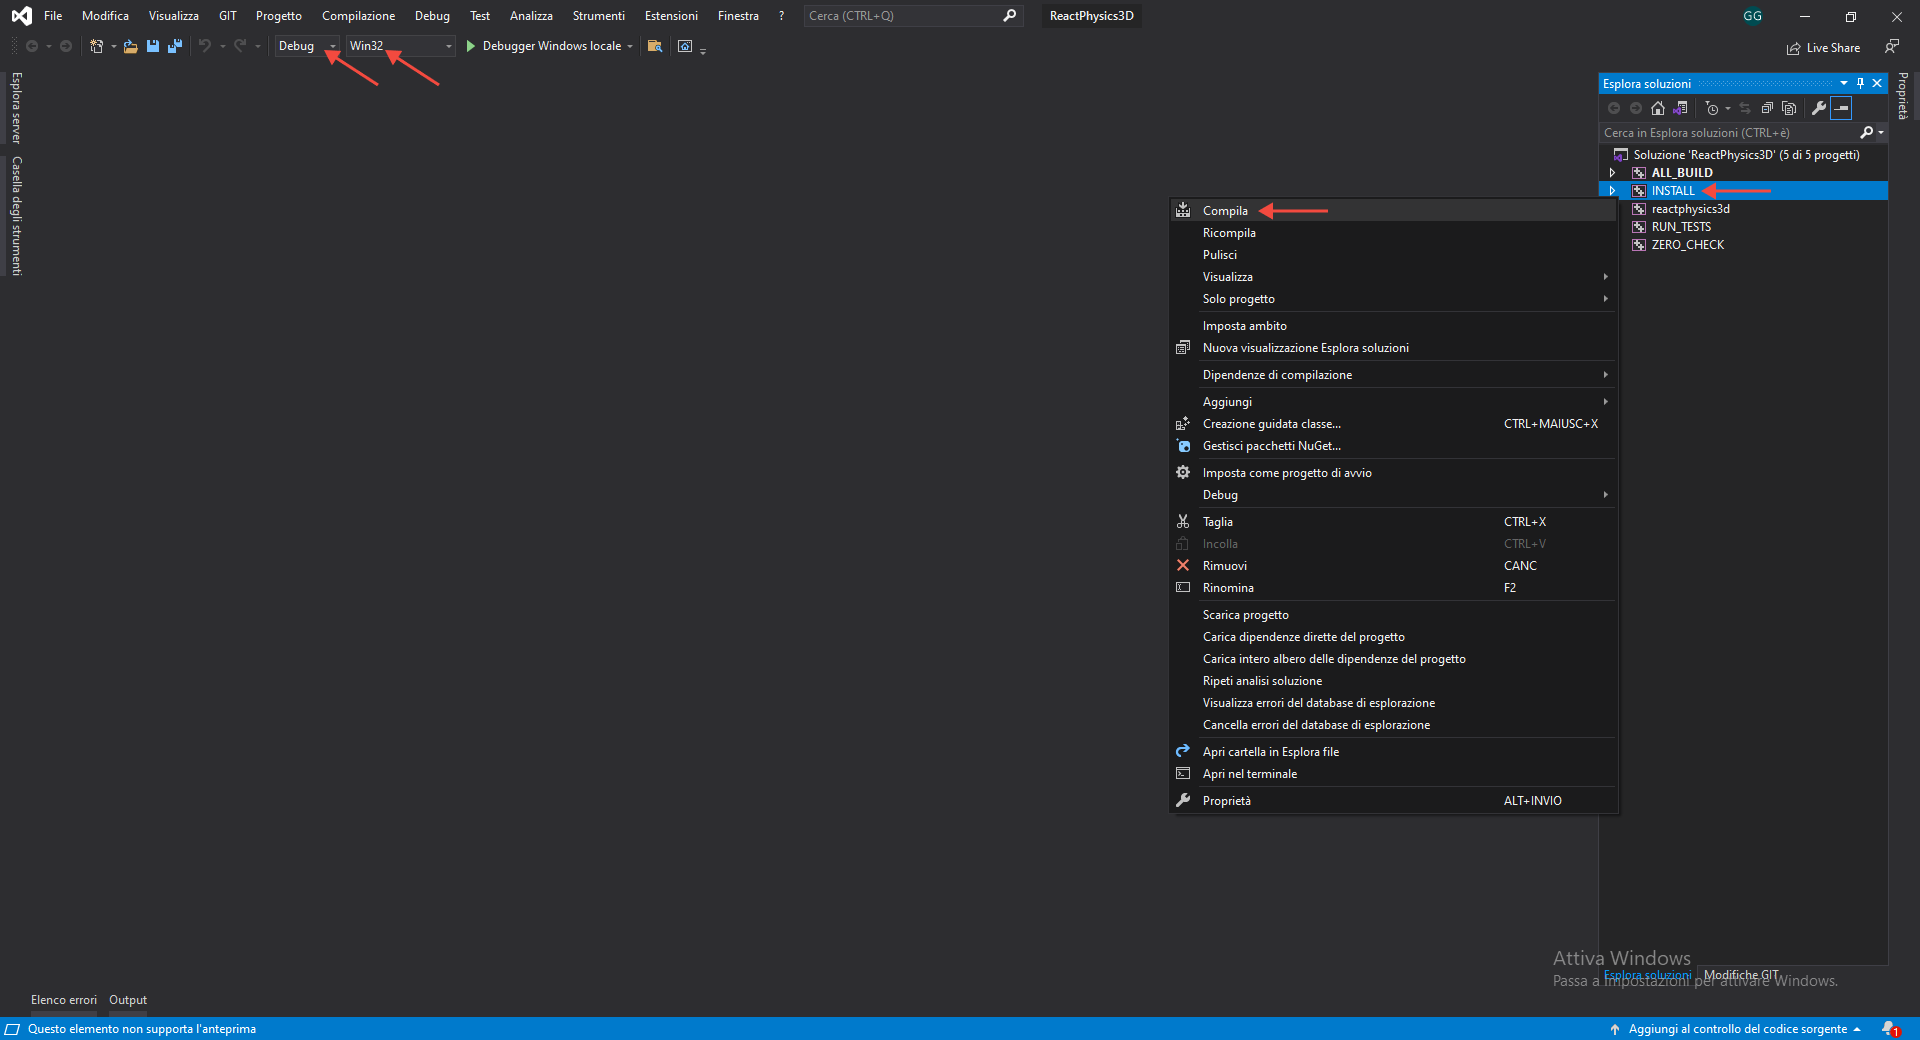 File Modifica Visualizza GIT Progetto Compilazione Debug Test Analizza Strumenti Estensioni Finestra ? Cerca (CTRL+Q) ReactPhysics3D GG
Debug Win32 Debugger Windows locale Live Share
Esplora server
Casella degli strumenti
Proprietà
Esplora soluzioni
Cerca in Esplora soluzioni (CTRL+è)
Soluzione 'ReactPhysics3D' (5 di 5 progetti)
ALL_BUILD
INSTALL
reactphysics3d
RUN_TESTS
ZERO_CHECK
Compila
Ricompila
Pulisci
Visualizza
Solo progetto
Imposta ambito
Nuova visualizzazione Esplora soluzioni
Dipendenze di compilazione
Aggiungi
Creazione guidata classe... CTRL+MAIUSC+X
Gestisci pacchetti NuGet...
Imposta come progetto di avvio
Debug
Taglia CTRL+X
Incolla CTRL+V
Rimuovi CANC
Rinomina F2
Scarica progetto
Carica dipendenze dirette del progetto
Carica intero albero delle dipendenze del progetto
Ripeti analisi soluzione
Visualizza errori del database di esplorazione
Cancella errori del database di esplorazione
Apri cartella in Esplora file
Apri nel terminale
Proprietà ALT+INVIO
Attiva Windows
Passa a Impostazioni per attivare Windows.
Esplora soluzioni Modifiche GIT
Elenco errori Output
Questo elemento non supporta l'anteprima Aggiungi al controllo del codice sorgente 1